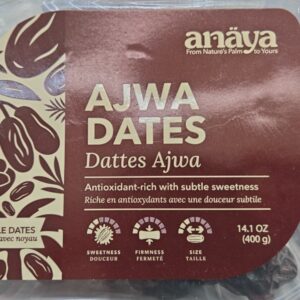 anäya
From Nature's Palm to Yours
AJWA
DATES
Dattes Ajwa
Antioxidant-rich with subtle sweetness
Riche en antioxydants avec une douceur subtile
LE DATES
avec noyau
SWEETNESS
DOUCEUR
FIRMNESS
FERMETÉ
SIZE
TAILLE
14.1 OZ
(400 g)